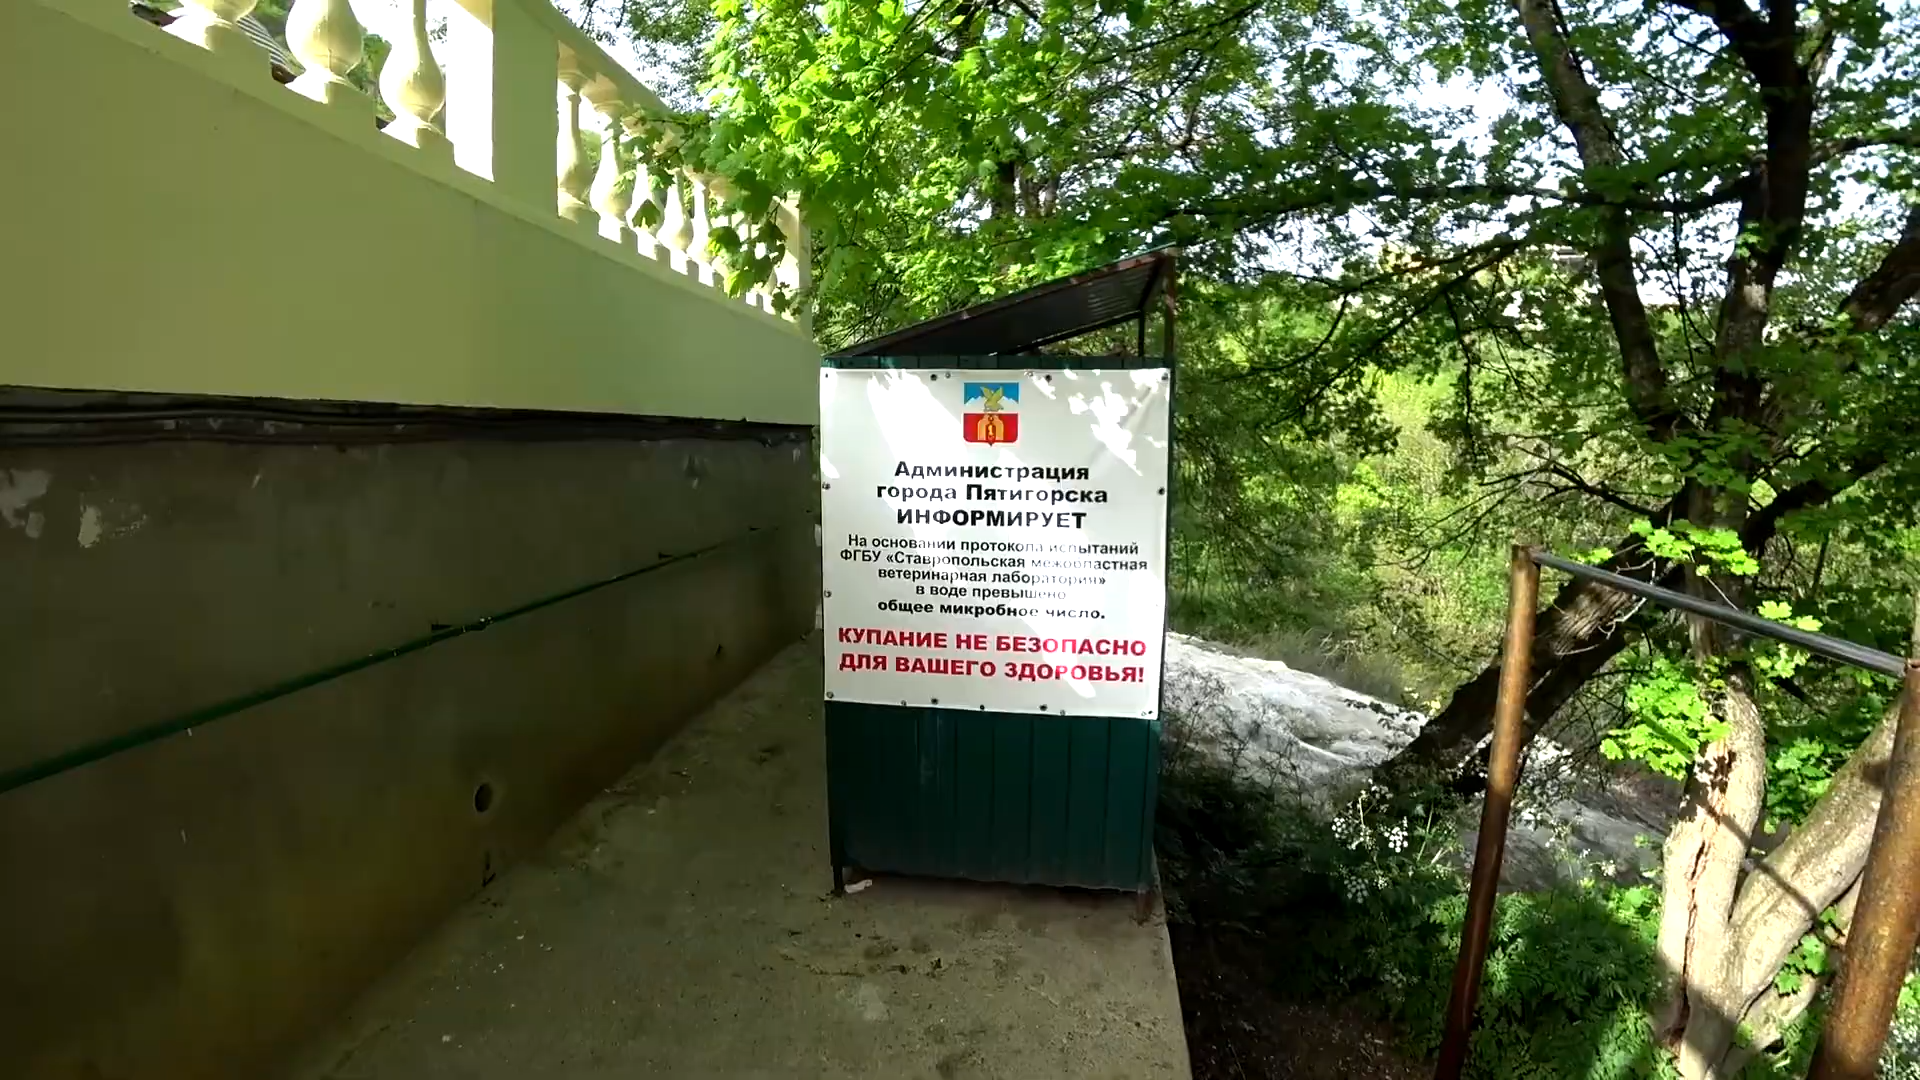 Администрация
города Пятигорска
ИНФОРМИРУЕТ
На основании протокола испытаний
ФГБУ «Ставропольская межобластная
ветеринарная лаборатория»
в воде превышено
общее микробное число.
КУПАНИЕ НЕ БЕЗОПАСНО
ДЛЯ ВАШЕГО ЗДОРОВЬЯ!